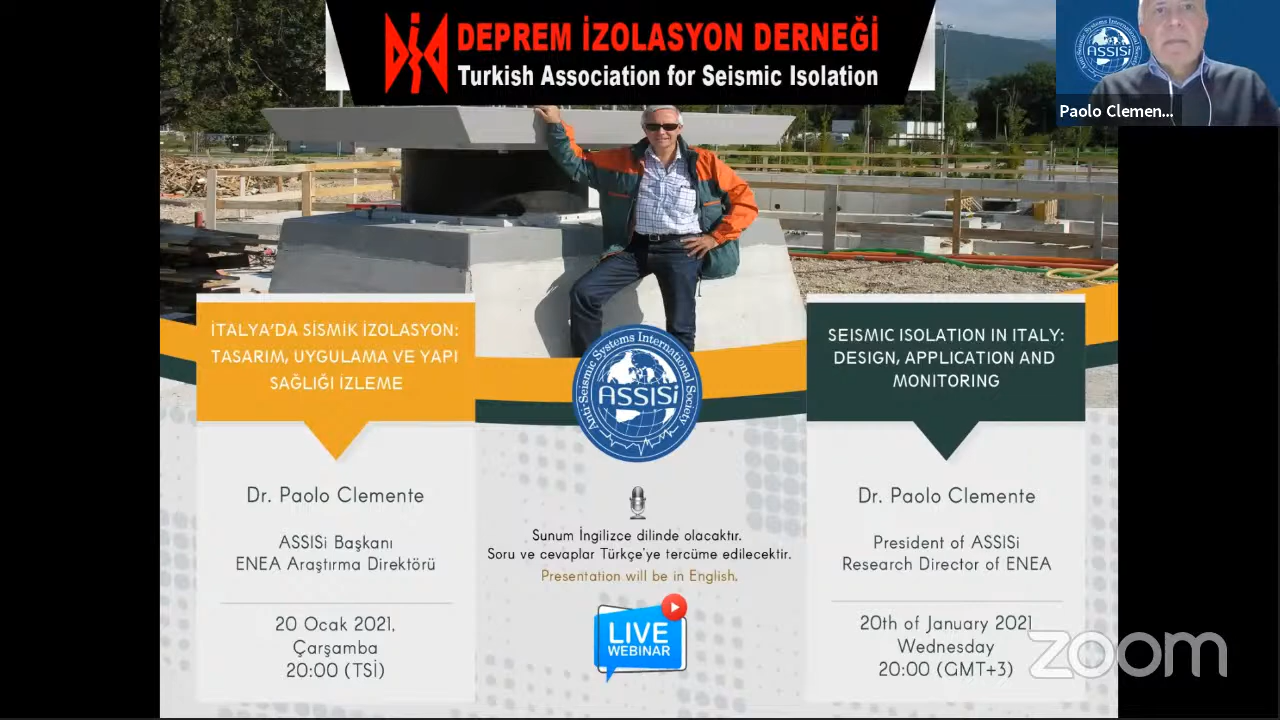 DEPREM İZOLASYON DERNEĞİ
Turkish Association for Seismic Isolation
ASSISi
Paolo Clemen...
İTALYA'DA SİSMİK İZOLASYON:
TASARIM, UYGULAMA VE YAPI
SAĞLIĞI İZLEME
Dr. Paolo Clemente
ASSISi Başkanı
ENEA Araştırma Direktörü
20 Ocak 2021,
Çarşamba
20:00 (TSİ)
Anti-Seismic Systems International Society
ASSISi
Sunum İngilizce dilinde olacaktır.
Soru ve cevaplar Türkçe'ye tercüme edilecektir.
Presentation will be in English.
LIVE
WEBINAR
SEISMIC ISOLATION IN ITALY:
DESIGN, APPLICATION AND
MONITORING
Dr. Paolo Clemente
President of ASSISi
Research Director of ENEA
20th of January 2021
Wednesday
20:00 (GMT+3)
zoom